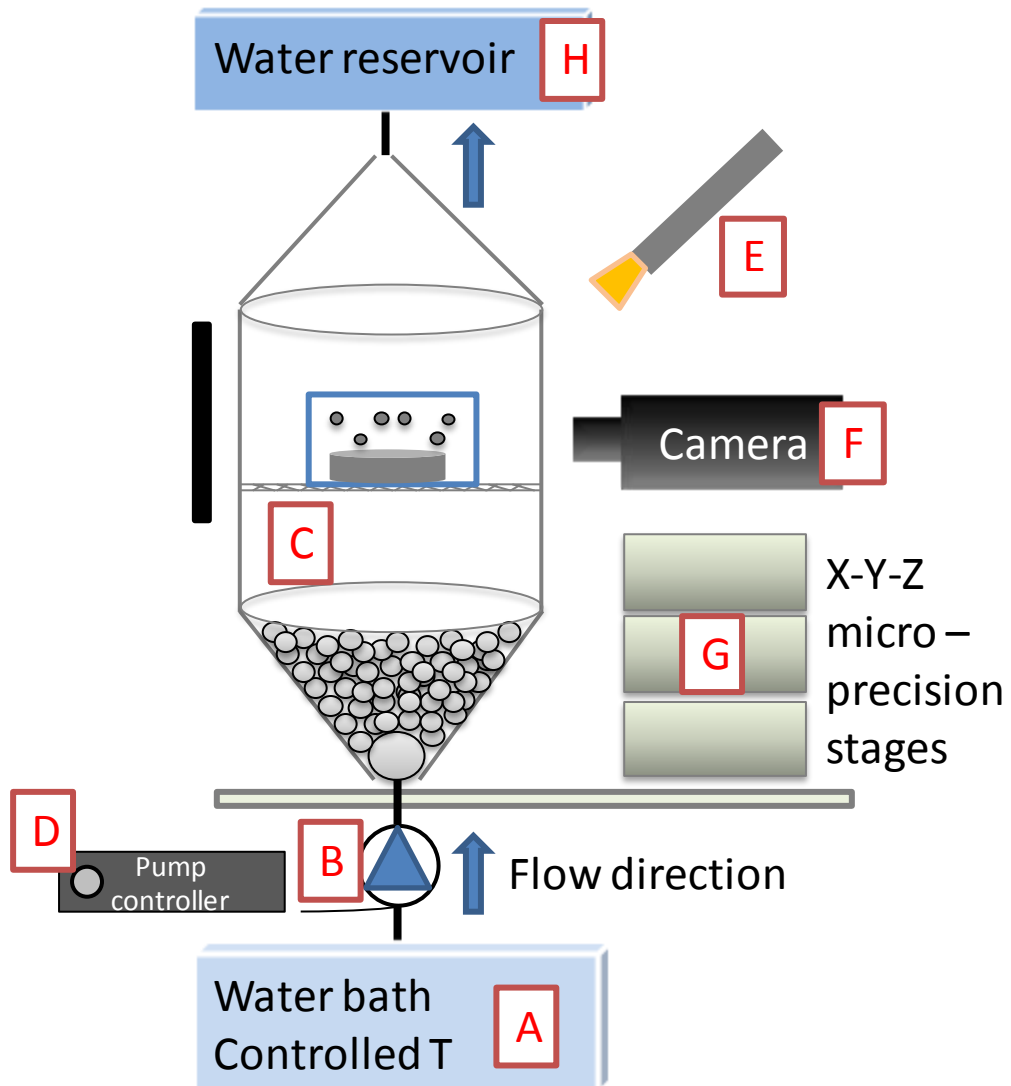 Water reservoir H
E
Camera F
C
X-Y-Z
micro –
precision
stages
G
D
B
Pump
controller
Flow direction
Water bath
Controlled T
A